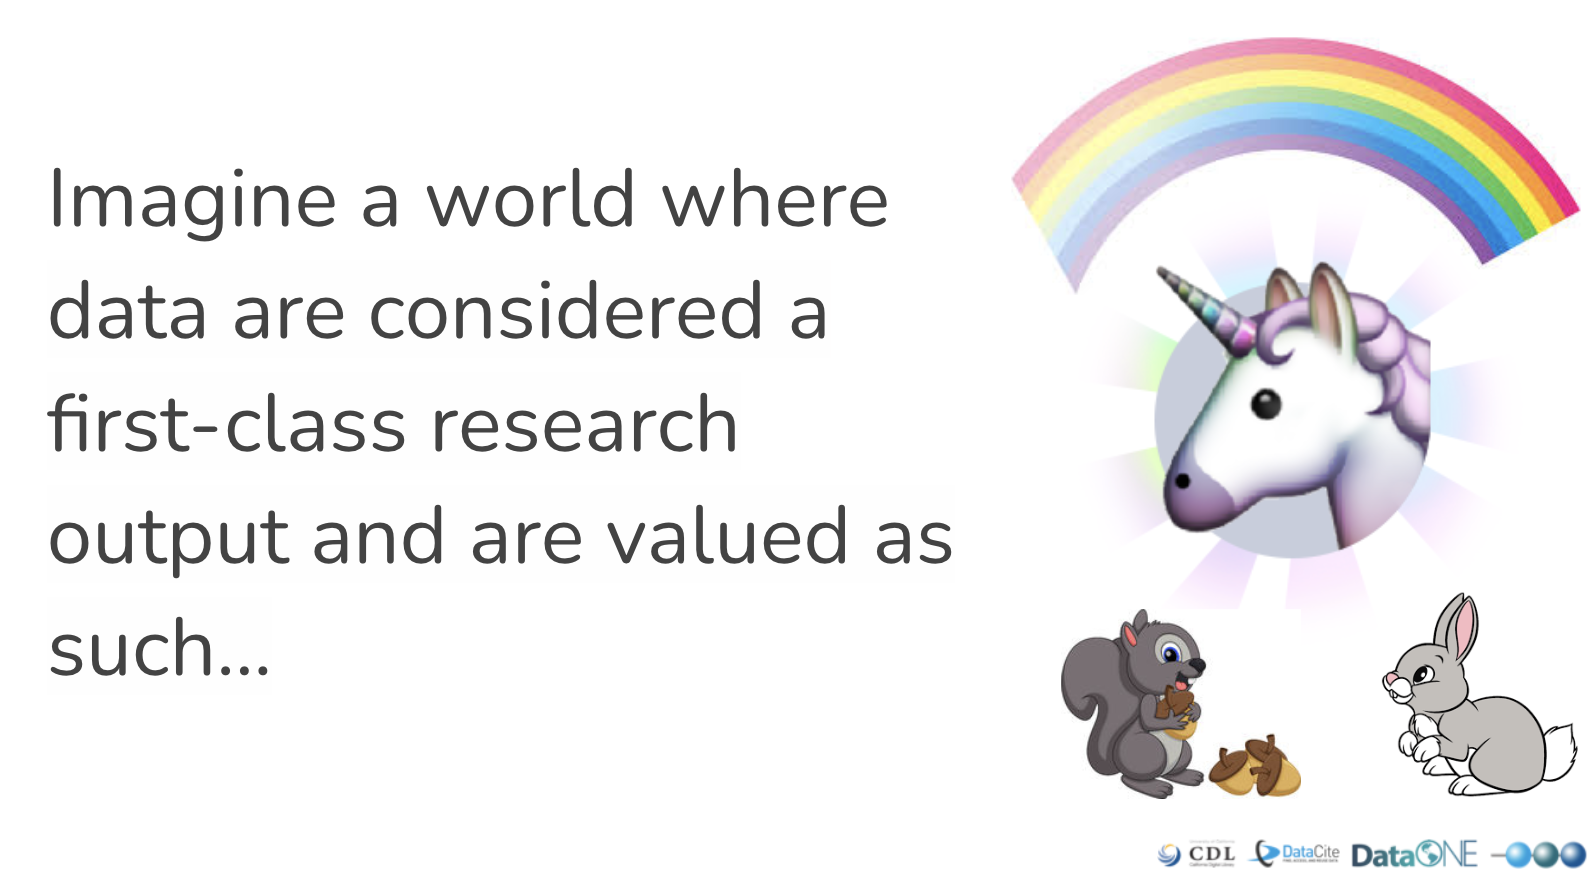 Imagine a world where
data are considered a
first-class research
output and are valued as
such...
CDL
DataCite
DataONE